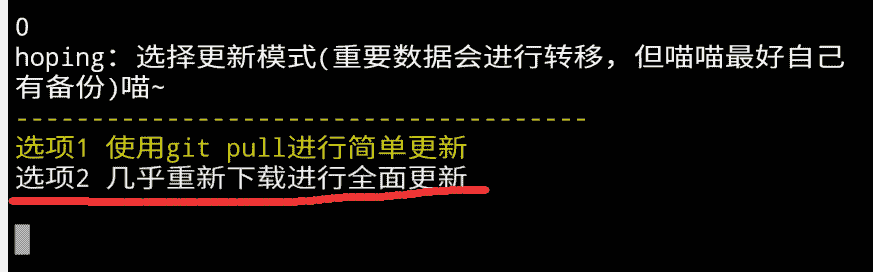 0
hoping: 选择更新模式(重要数据会进行转移，但喵喵最好自己
有备份)喵~
--------------------------------------
选项1 使用git pull进行简单更新
选项2 几乎重新下载进行全面更新